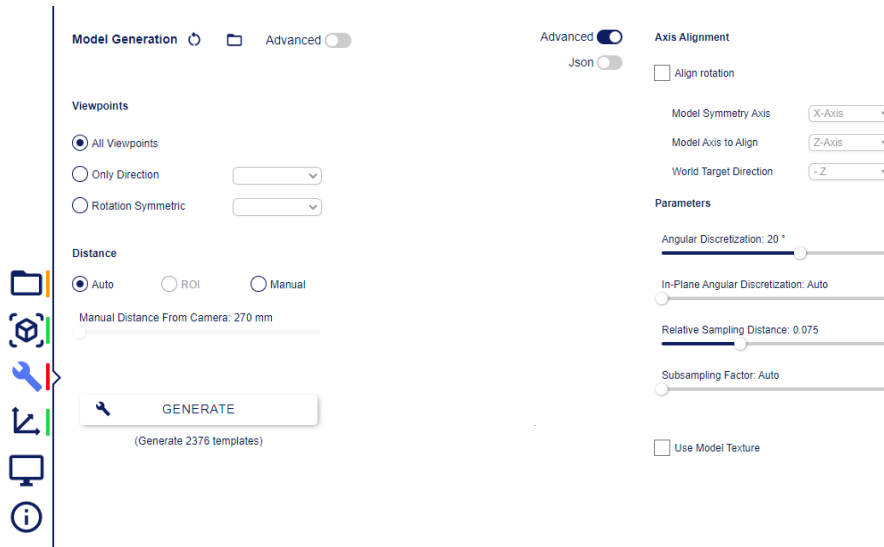 Model Generation
Advanced
Viewpoints
All Viewpoints
Only Direction
Rotation Symmetric
Distance
Auto
ROI
Manual
Manual Distance From Camera: 270 mm
GENERATE
(Generate 2376 templates)
Advanced
Json
Axis Alignment
Align rotation
Model Symmetry Axis X-Axis
Model Axis to Align Z-Axis
World Target Direction - Z
Parameters
Angular Discretization: 20 °
In-Plane Angular Discretization: Auto
Relative Sampling Distance: 0.075
Subsampling Factor: Auto
Use Model Texture